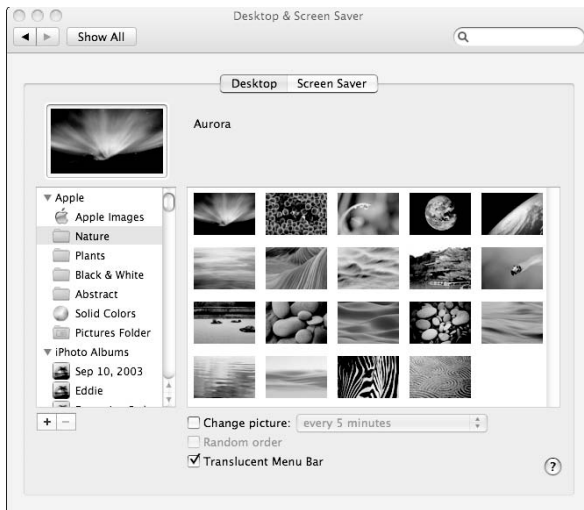 Desktop & Screen Saver
Show All
Desktop Screen Saver
Aurora
Apple
Apple Images
Nature
Plants
Black & White
Abstract
Solid Colors
Pictures Folder
iPhoto Albums
Sep 10, 2003
Eddie
Change picture: every 5 minutes
Random order
Translucent Menu Bar
?